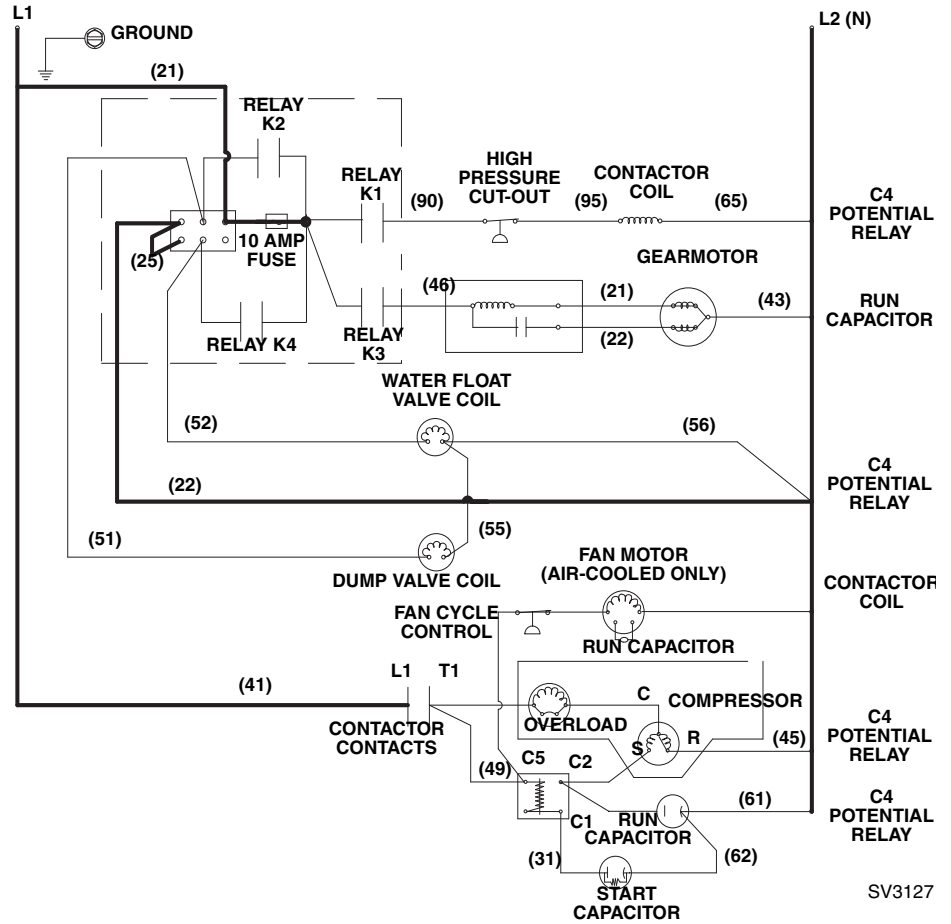 L1
L2 (N)
GROUND
(21)
RELAY
K2
RELAY
K1
(90)
HIGH
PRESSURE
CUT-OUT
(95)
CONTACTOR
COIL
(65)
C4
POTENTIAL
RELAY
10 AMP
FUSE
(25)
GEARMOTOR
(46)
(21)
(22)
(43)
RUN
CAPACITOR
RELAY K4
RELAY
K3
WATER FLOAT
VALVE COIL
(52)
(56)
C4
POTENTIAL
RELAY
(22)
(51)
(55)
DUMP VALVE COIL
FAN MOTOR
(AIR-COOLED ONLY)
CONTACTOR
COIL
FAN CYCLE
CONTROL
RUN CAPACITOR
(41)
L1
T1
C
COMPRESSOR
OVERLOAD
CONTACTOR
CONTACTS
S
R
(45)
C4
POTENTIAL
RELAY
(49)
C5
C2
C1
RUN
CAPACITOR
(61)
C4
POTENTIAL
RELAY
(31)
(62)
START
CAPACITOR
SV3127